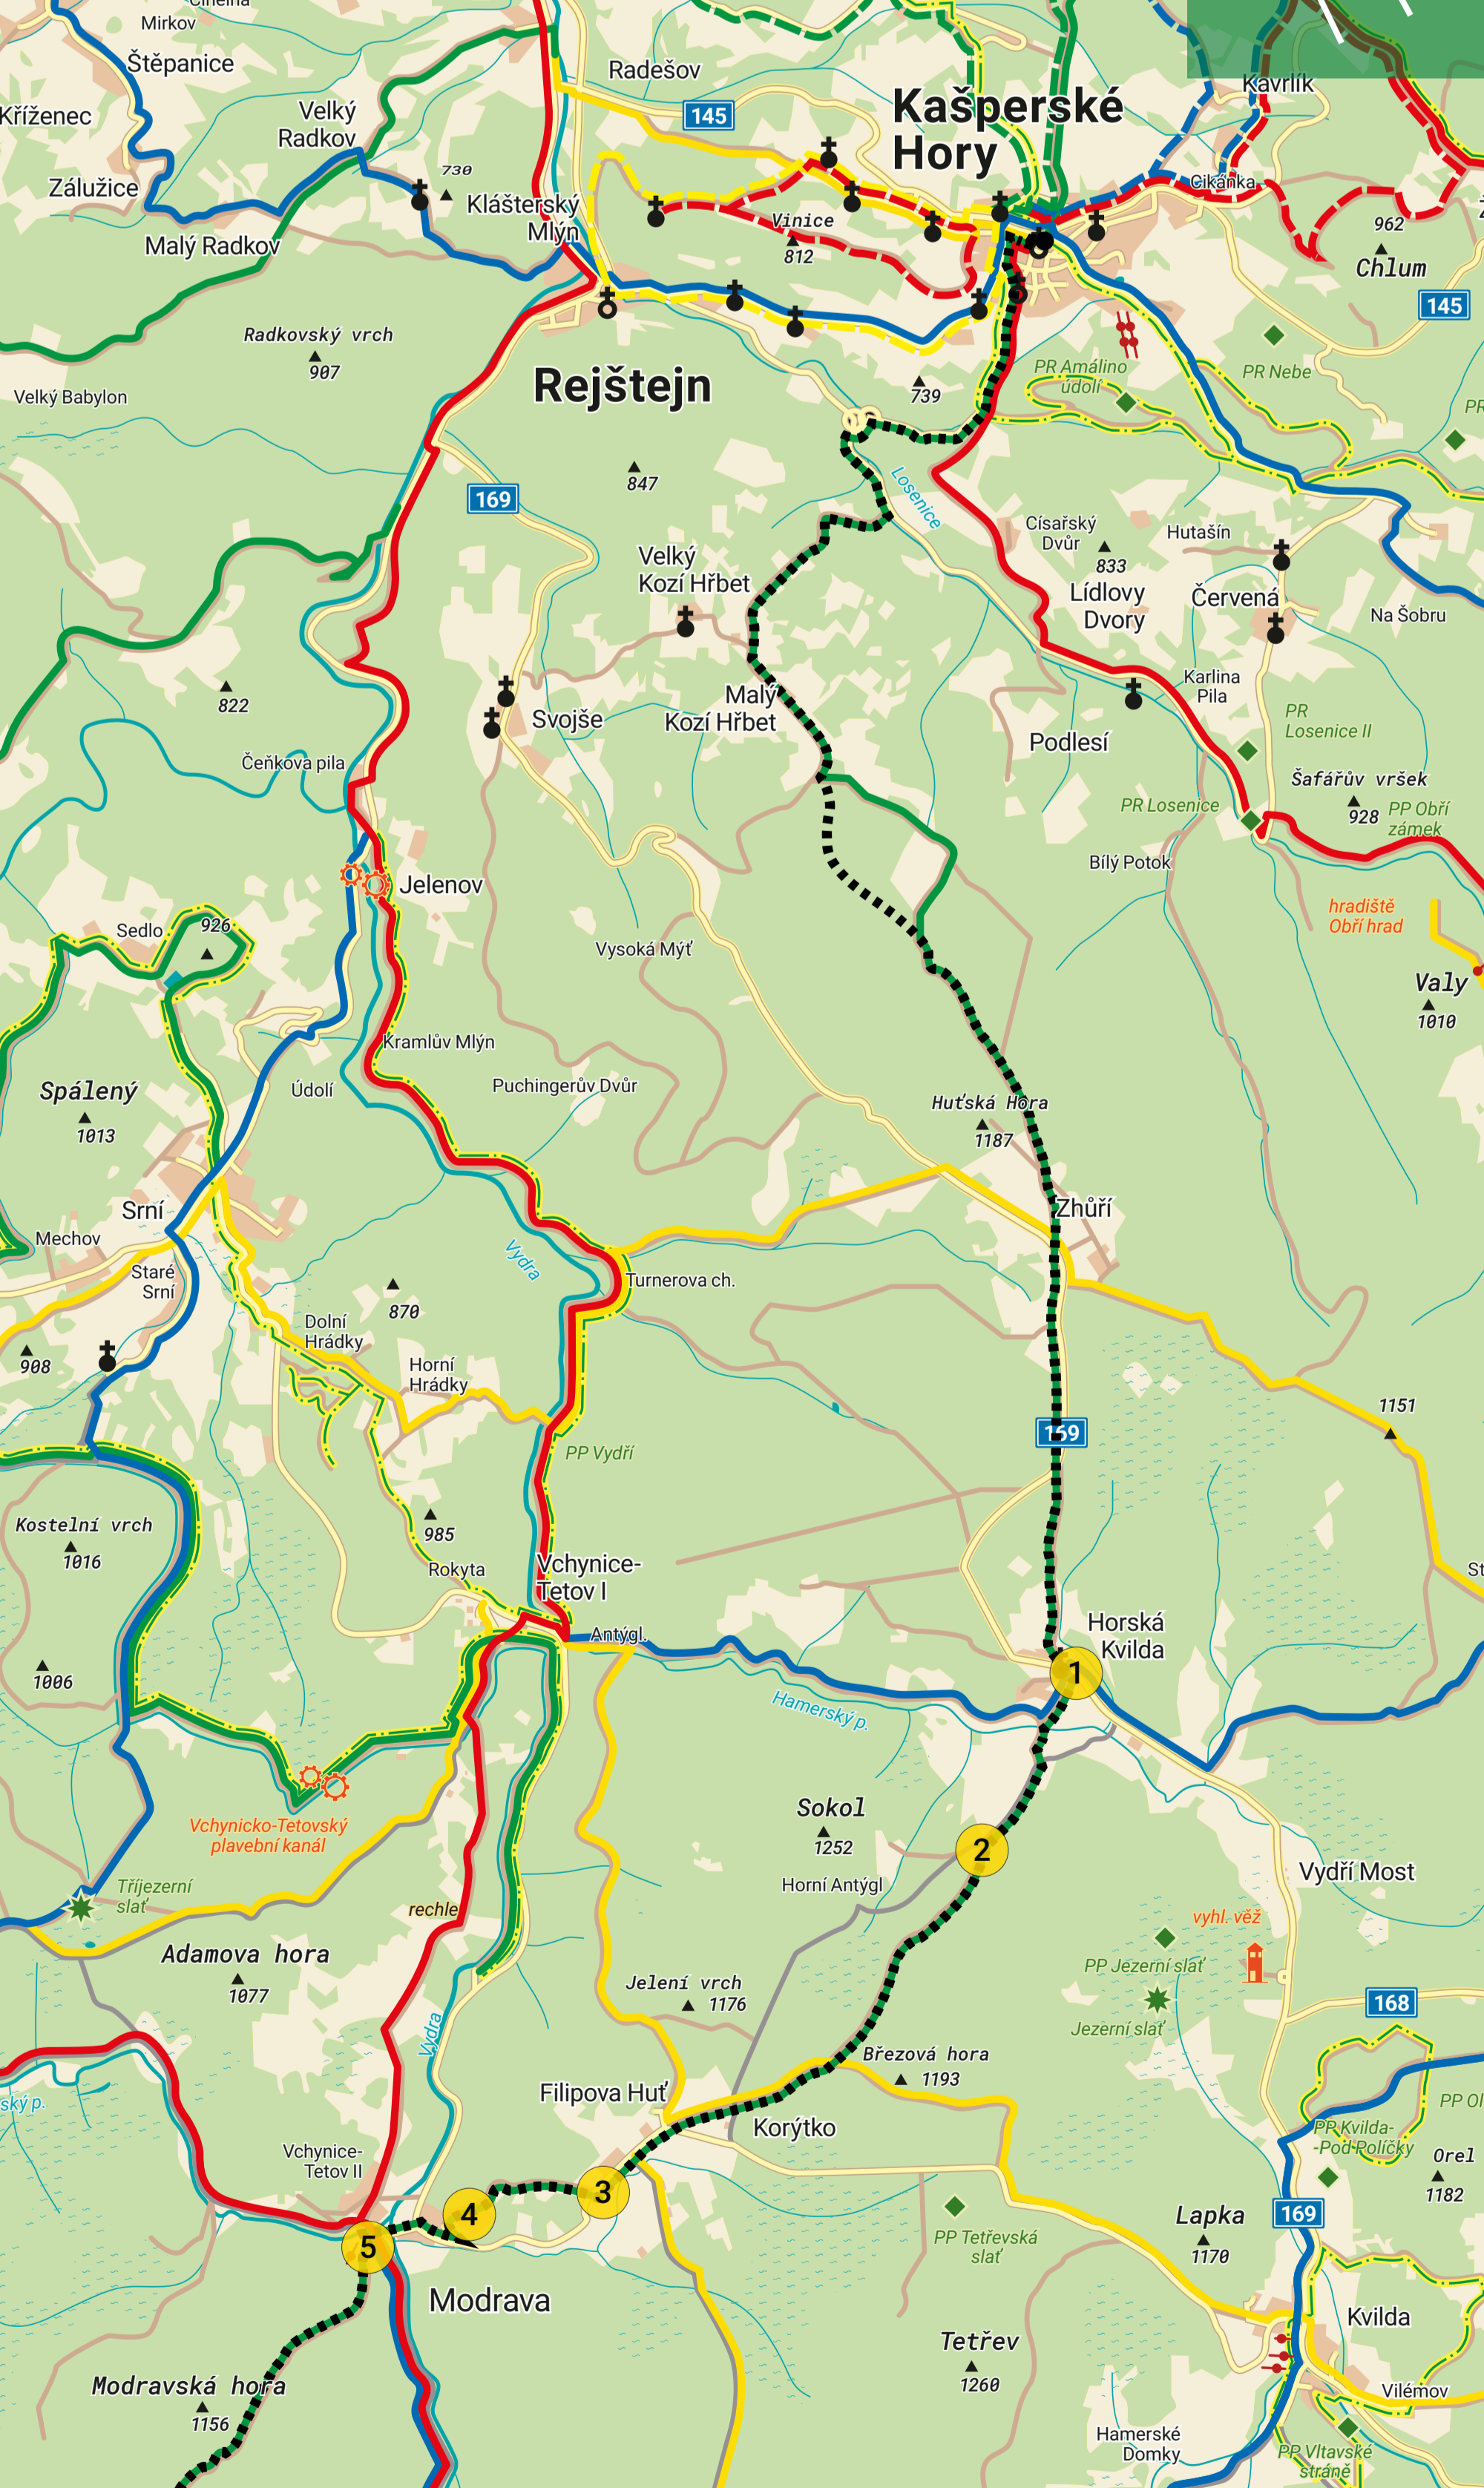 Mirkov
Štěpanice
Radešov
Kříženec
Velký
Radkov
145
Kašperské
Hory
Kavrlík
Zálužice
730
Klášterský
Mlýn
Cikánka
Malý Radkov
Vinice
812
962
Chlum
145
Radkovský vrch
907
Rejštejn
PR Amálino
údolí
PR Nebe
739
Velký Babylon
PR
847
169
Losenice
Císařský
Dvůr
833
Hutašín
Velký
Kozí Hřbet
Lídlovy
Dvory
Červená
Na Šobru
822
Malý
Kozí Hřbet
Svojše
Karlina
Pila
PR
Losenice II
Podlesí
Čeňkova pila
Šafářův vršek
928
PR Losenice
PP Obří
zámek
Bílý Potok
Jelenov
hradiště
Obří hrad
Sedlo
926
Vysoká Mýť
Valy
1010
Kramlův Mlýn
Spálený
1013
Údolí
Puchingerův Dvůr
Huťská Hora
1187
Srní
Zhůří
Mechov
Staré
Srní
Vydra
Turnerova ch.
870
Dolní
Hrádky
908
Horní
Hrádky
1151
169
PP Vydří
Kostelní vrch
1016
985
Rokyta
Vchynice-
Tetov I
St
Antýgl.
Horská
Kvilda
1
1006
Hamerský p.
Sokol
1252
2
Vchynicko-Tetovský
plavební kanál
Horní Antýgl
Vydří Most
Tříjezerní
slať
rechle
vyhl. věž
Adamova hora
1077
PP Jezerní slať
Jelení vrch
1176
168
Jezerní slať
Vydra
Březová hora
1193
Filipova Huť
ský p.
Korýtko
PP Ol
PP Kvilda-
-Pod Políčky
Orel
1182
Vchynice-
Tetov II
3
4
5
169
Lapka
1170
PP Tetřevská
slať
Modrava
Kvilda
Tetřev
1260
Modravská hora
1156
Vilémov
Hamerské
Domky
PP Vltavské
stráně